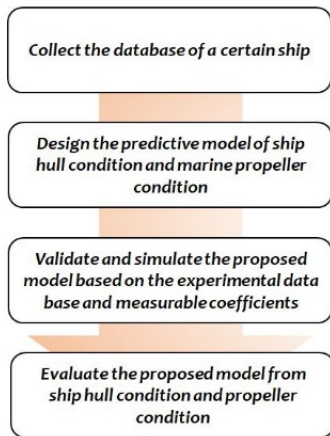 Collect the database of a certain ship
Design the predictive model of ship
hull condition and marine propeller
condition
Validate and simulate the proposed
model based on the experimental data
base and measurable coefficients
Evaluate the proposed model from
ship hull condition and propeller
condition